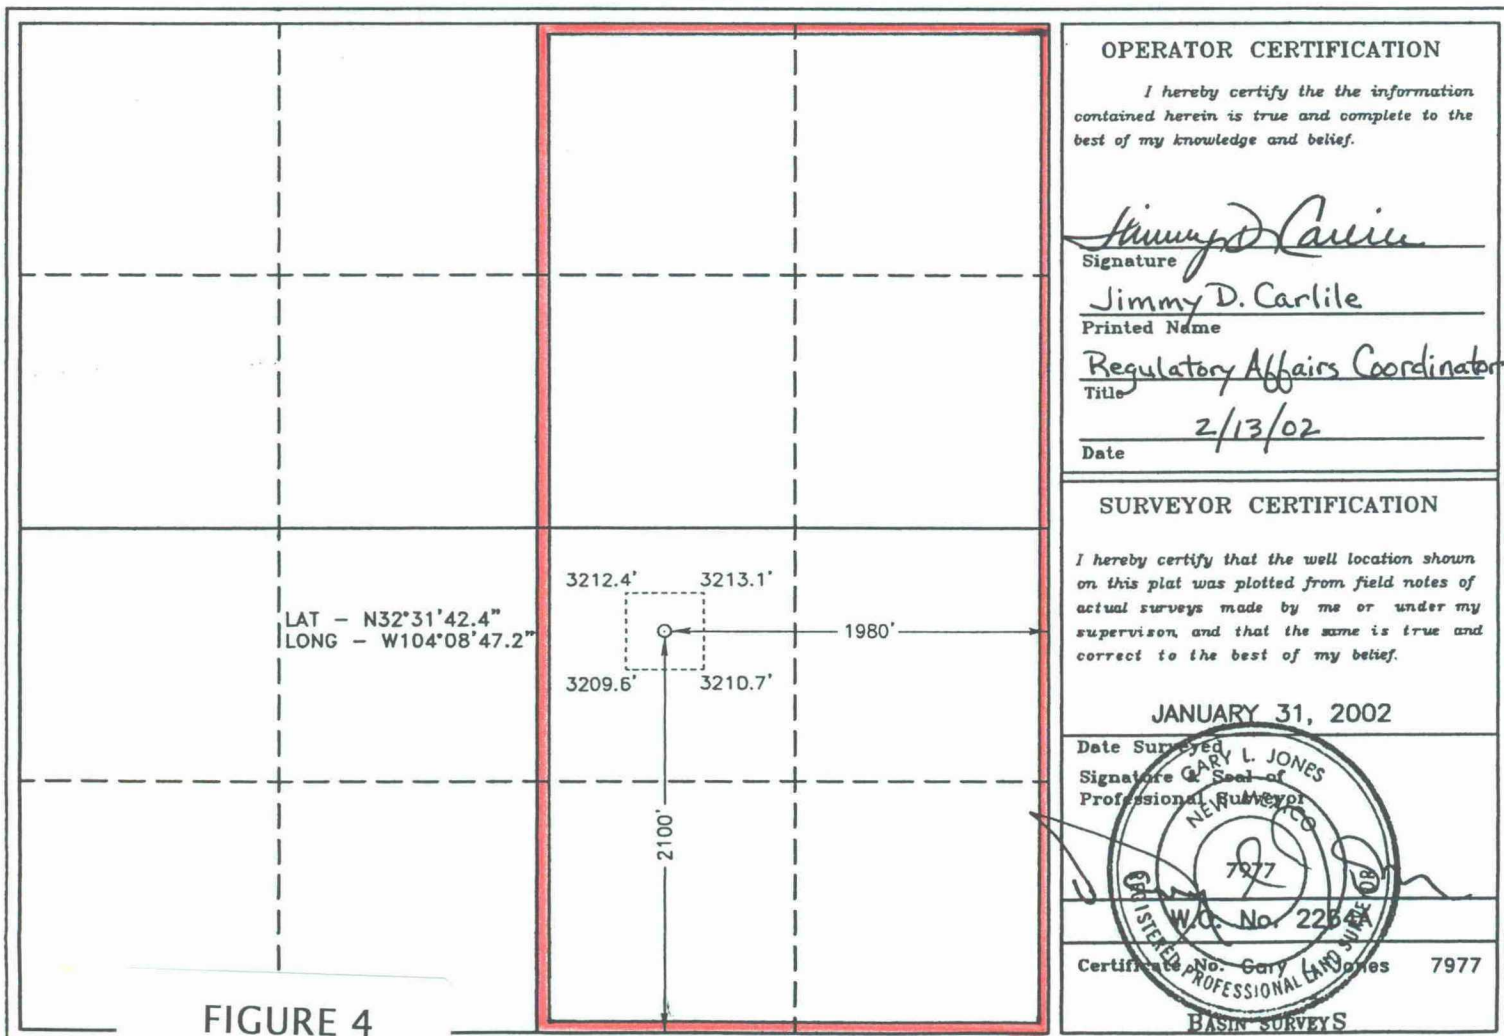 3212.4' 3213.1'
LAT – N32°31'42.4"
LONG – W104°08'47.2"
1980'
3209.6' 3210.7'
2100'
FIGURE 4
OPERATOR CERTIFICATION
I hereby certify the the information
contained herein is true and complete to the
best of my knowledge and belief.
Jimmy D. Carlile
Signature
Jimmy D. Carlile
Printed Name
Regulatory Affairs Coordinator
Title
2/13/02
Date
SURVEYOR CERTIFICATION
I hereby certify that the well location shown
on this plat was plotted from field notes of
actual surveys made by me or under my
supervison, and that the same is true and
correct to the best of my belief.
JANUARY 31, 2002
Date Surveyed
Signature & Seal of
Professional Surveyor
GARY L. JONES
NEW MEXICO
7977
REGISTERED PROFESSIONAL LAND SURVEYOR
W.O. No.
Certificate No. Gary L. Jones 7977
BASIN SURVEYS